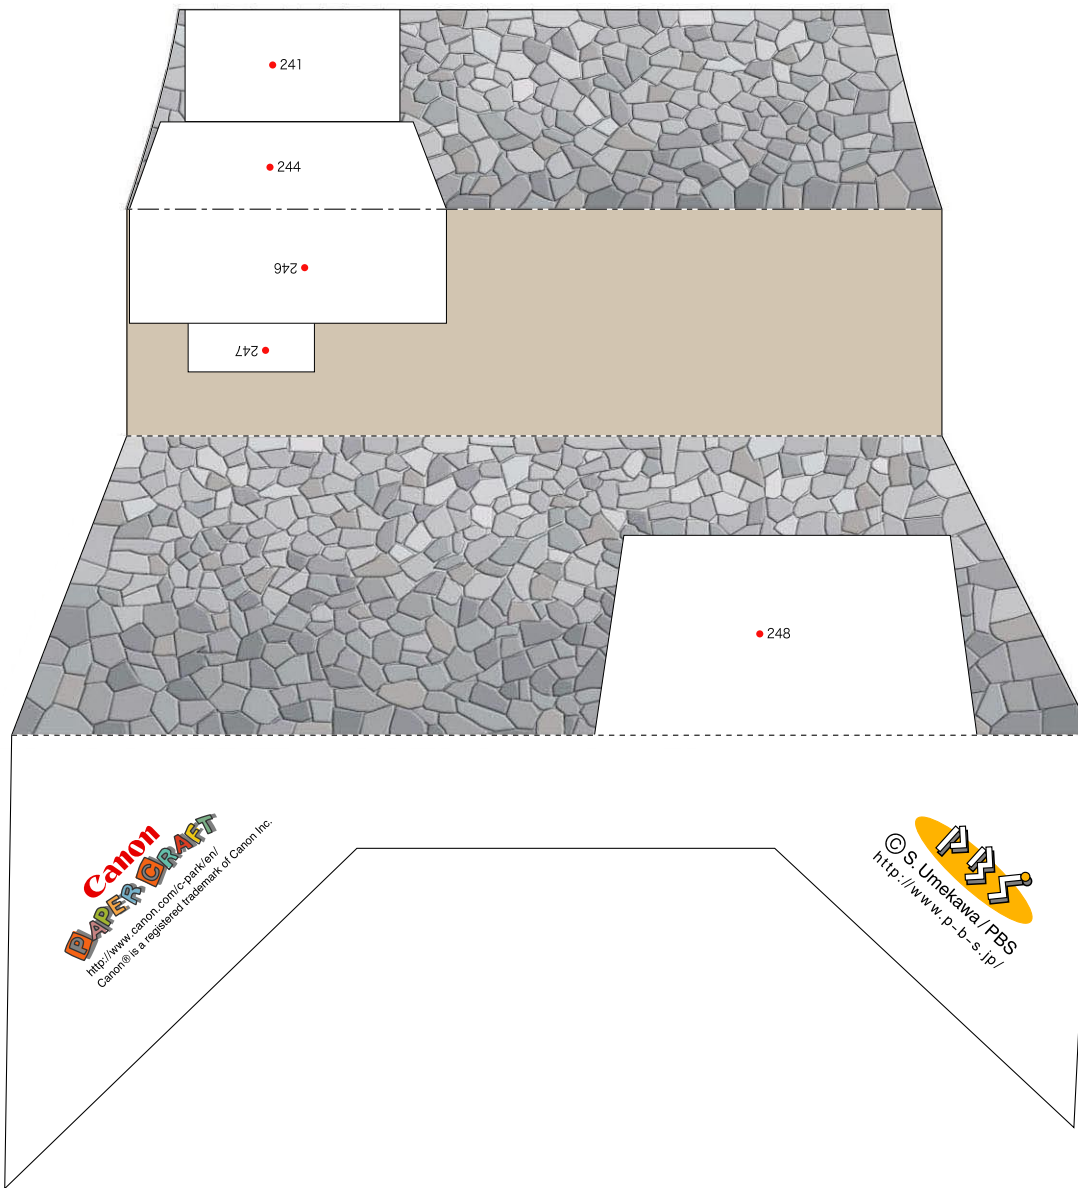 241
244
246
247
248
Canon
PAPER CRAFT
http://www.canon.com/c-park/en/
Canon® is a registered trademark of Canon Inc.
© S. Umekawa / PBS
http://www.p-b-s.jp/